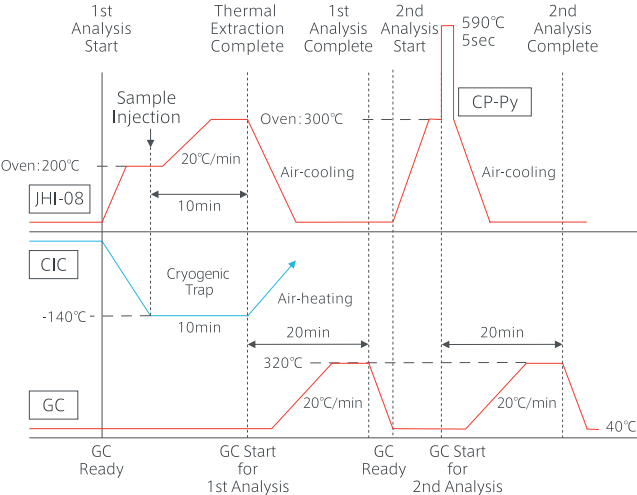 1st
Analysis
Start
Thermal
Extraction
Complete
1st
Analysis
Complete
2nd
Analysis
Start
590℃
5sec
2nd
Analysis
Complete
CP-Py
Sample
Injection
Oven:300℃
Oven:200℃
20℃/min
Air-cooling
Air-cooling
JHI-08
10min
CIC
Cryogenic
Trap
Air-heating
-140℃
10min
20min
20min
320℃
GC
20℃/min
20℃/min
40℃
GC
Ready
GC Start
for
1st Analysis
GC
Ready
GC Start
for
2nd Analysis